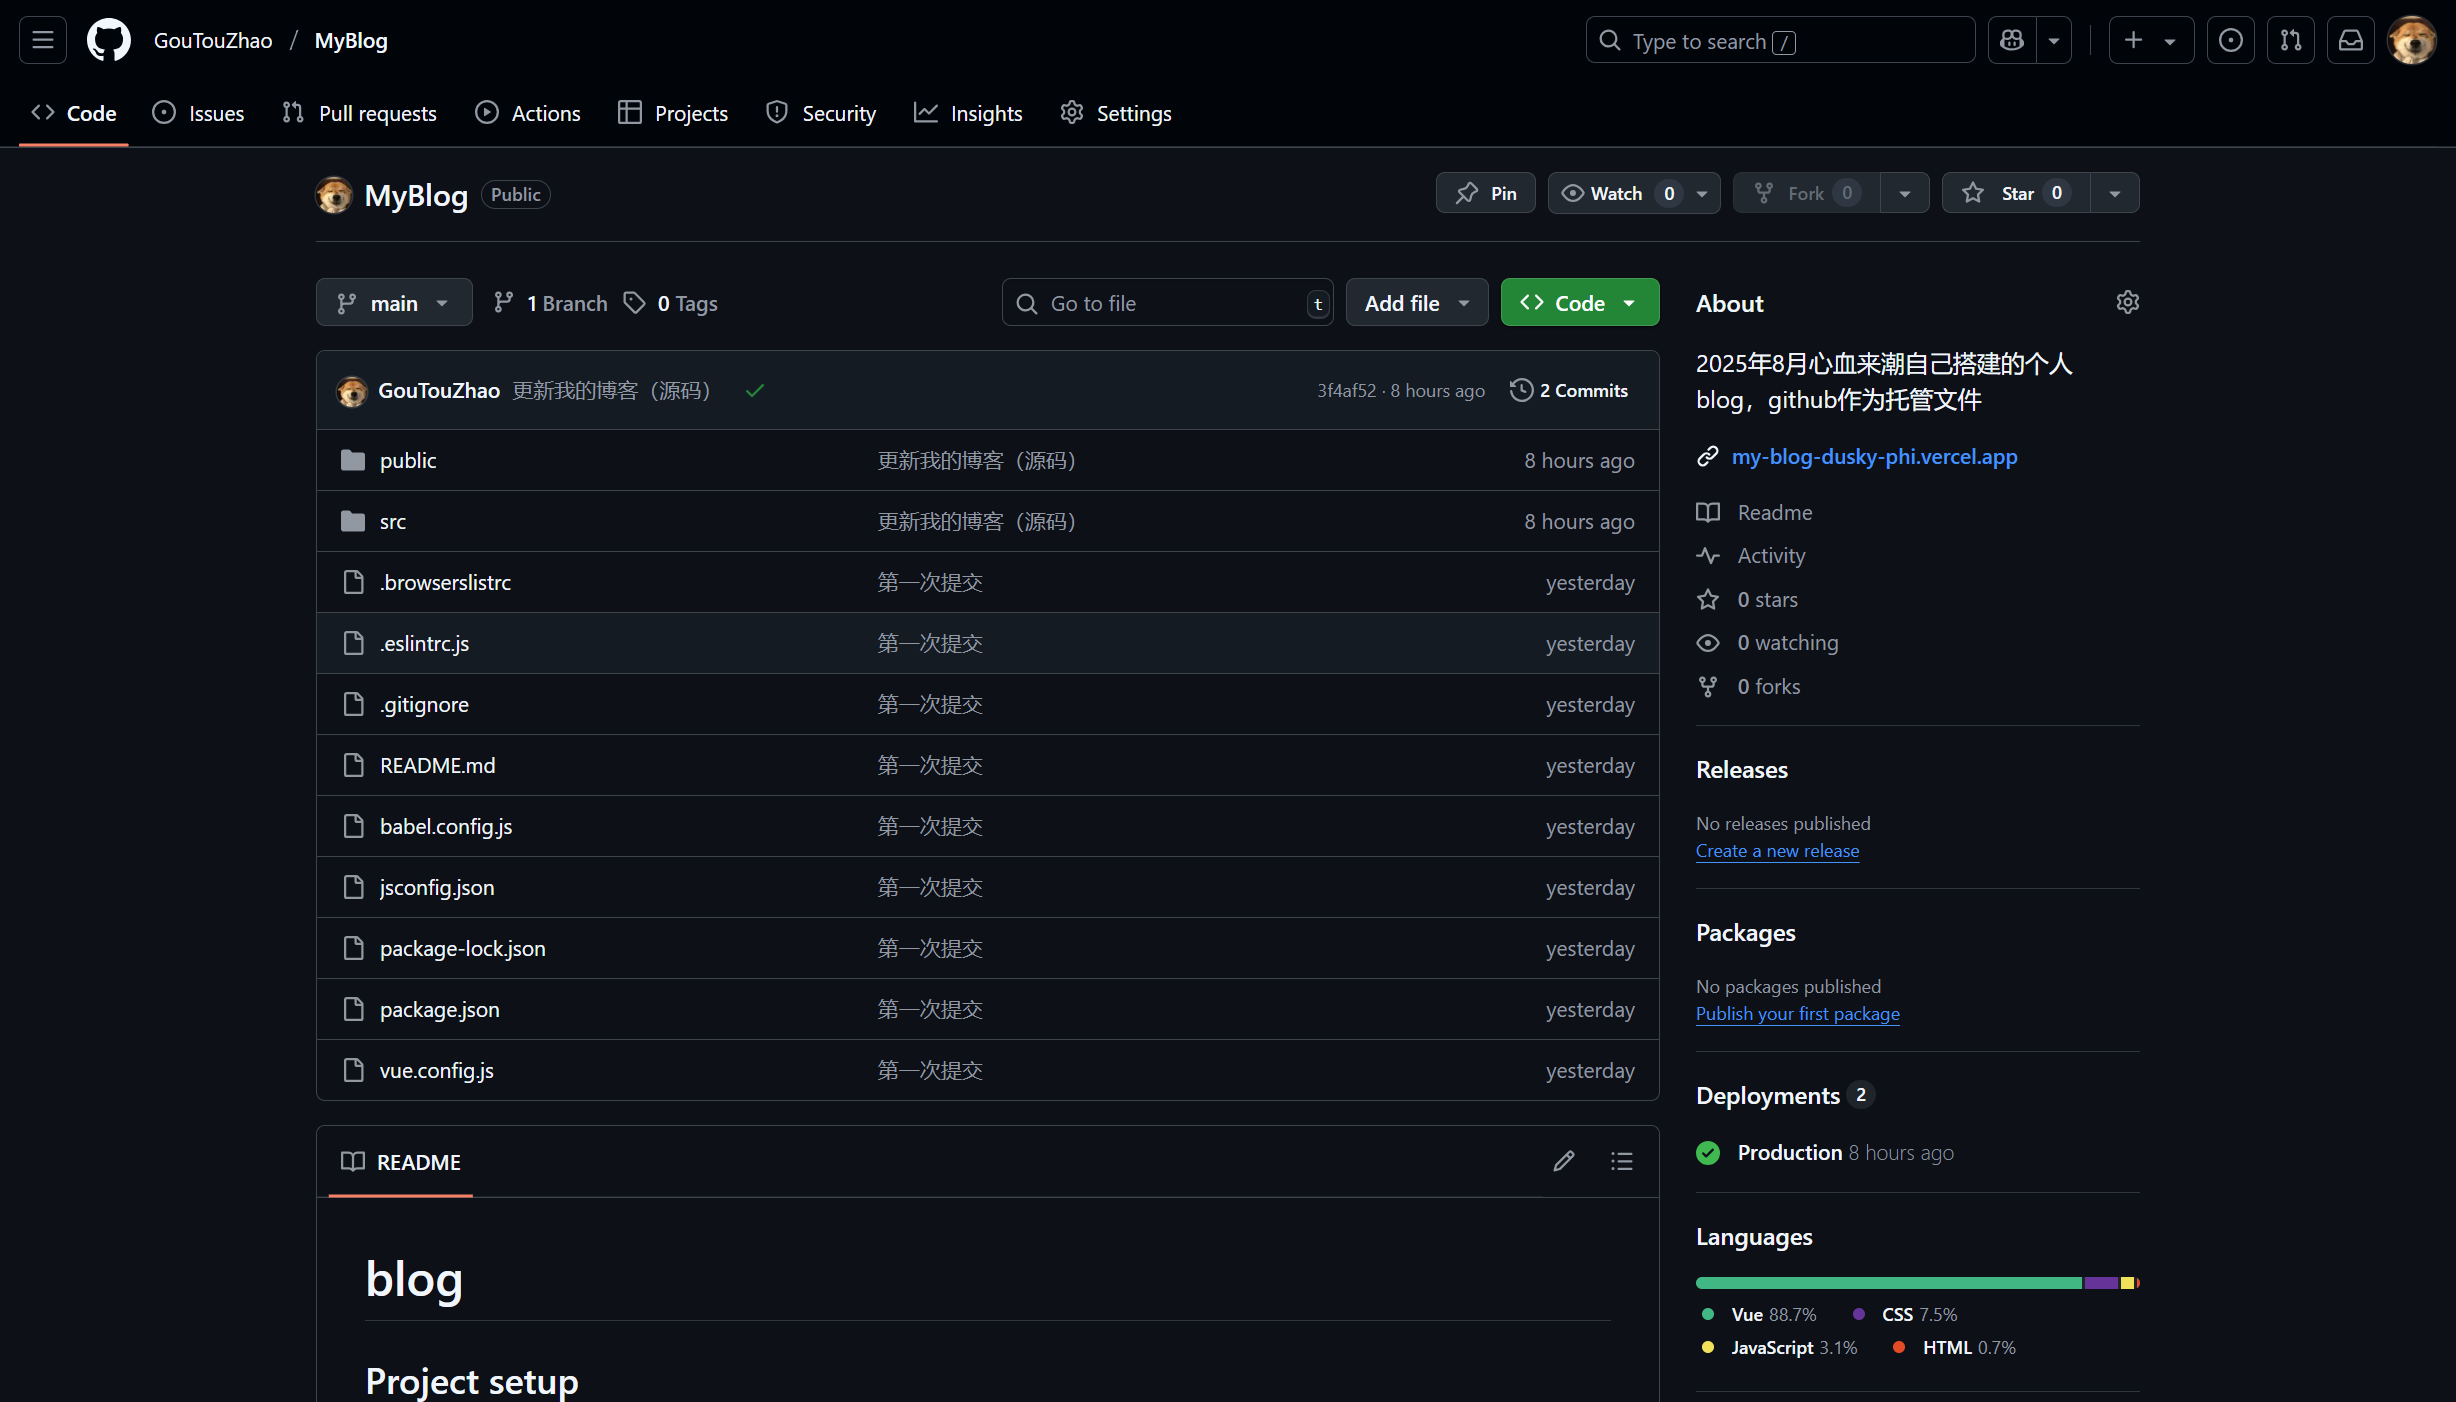 GouTouZhao / MyBlog
Type to search /
Code Issues Pull requests Actions Projects Security Insights Settings
MyBlog Public
Pin Watch 0 Fork 0 Star 0
main 1 Branch 0 Tags Go to file t Add file Code
GouTouZhao 更新我的博客（源码） 3f4af52 · 8 hours ago 2 Commits
public 更新我的博客（源码） 8 hours ago
src 更新我的博客（源码） 8 hours ago
.browserslistrc 第一次提交 yesterday
.eslintrc.js 第一次提交 yesterday
.gitignore 第一次提交 yesterday
README.md 第一次提交 yesterday
babel.config.js 第一次提交 yesterday
jsconfig.json 第一次提交 yesterday
package-lock.json 第一次提交 yesterday
package.json 第一次提交 yesterday
vue.config.js 第一次提交 yesterday
README
blog
Project setup
About
2025年8月心血来潮自己搭建的个人
blog，github作为托管文件
my-blog-dusky-phi.vercel.app
Readme
Activity
0 stars
0 watching
0 forks
Releases
No releases published
Create a new release
Packages
No packages published
Publish your first package
Deployments 2
Production 8 hours ago
Languages
Vue 88.7% CSS 7.5%
JavaScript 3.1% HTML 0.7%